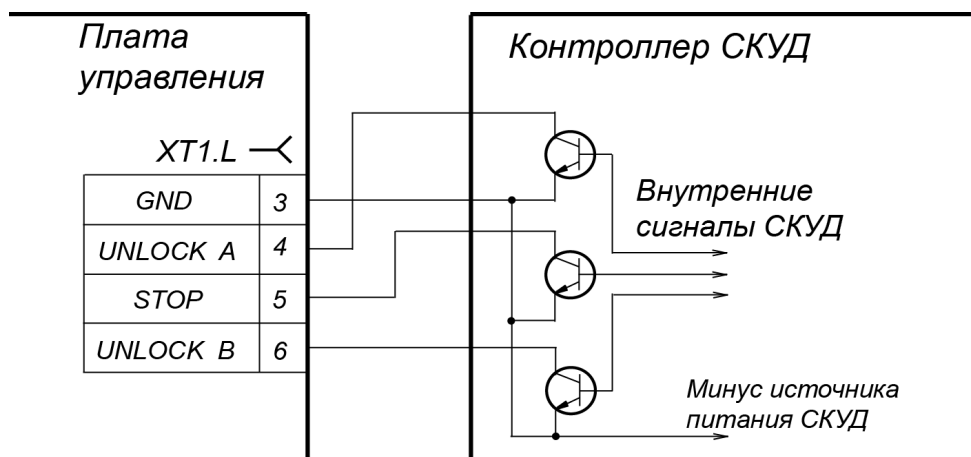 Плата
управления
Контроллер СКУД
XT1.L
GND 3
UNLOCK A 4
STOP 5
UNLOCK B 6
Внутренние
сигналы СКУД
Минус источника
питания СКУД